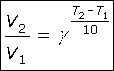 V₂/V₁ = γ^((T₂-T₁)/10)